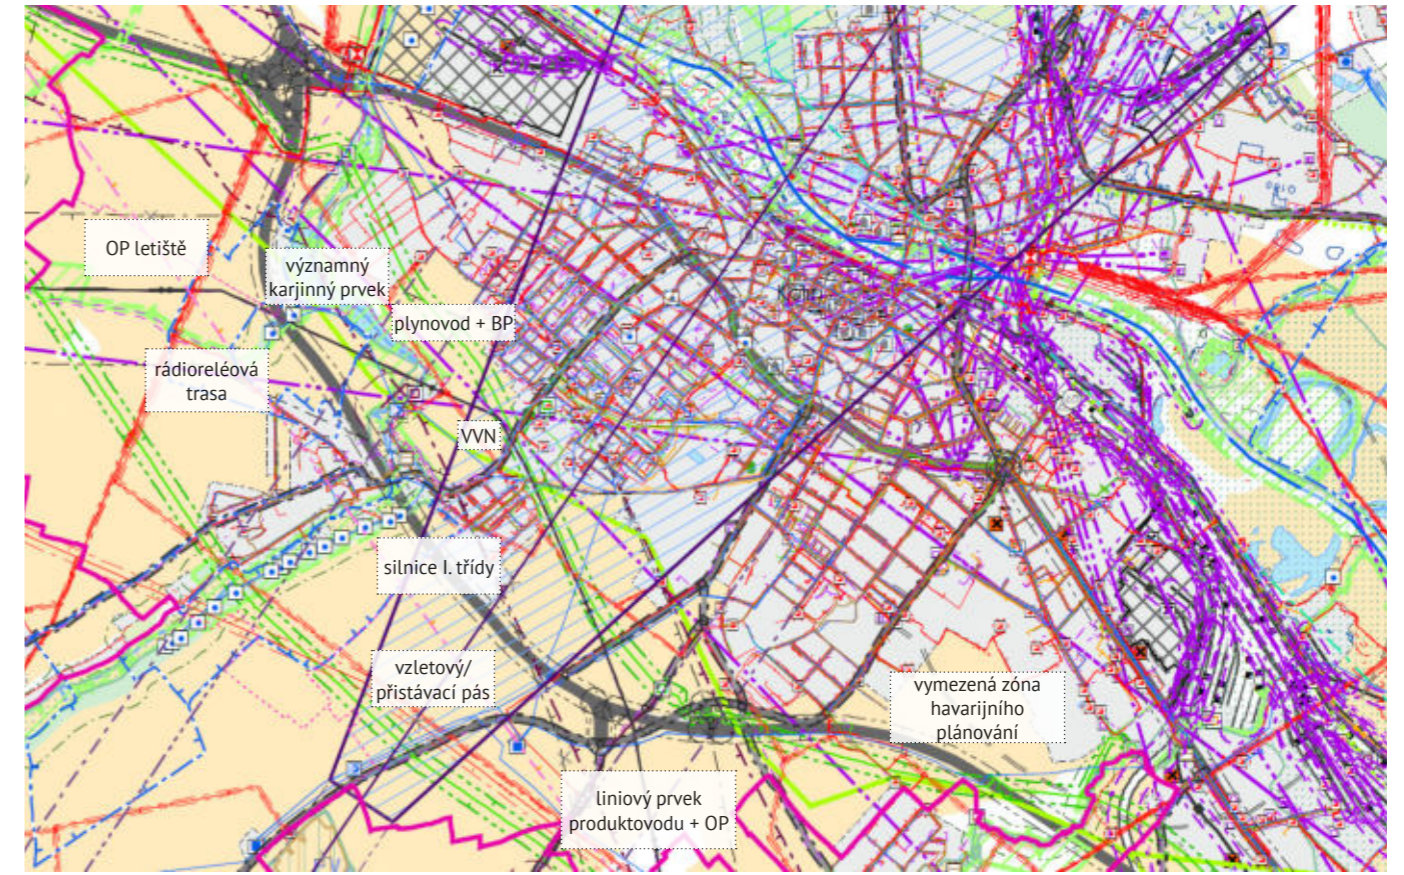 OP letiště
významný
karjinný prvek
plynovod + BP
rádioreléová
trasa
VVN
silnice I. třídy
vzletový/
přistávací pás
vymezená zóna
havarijního
plánování
liniový prvek
produktovodu + OP